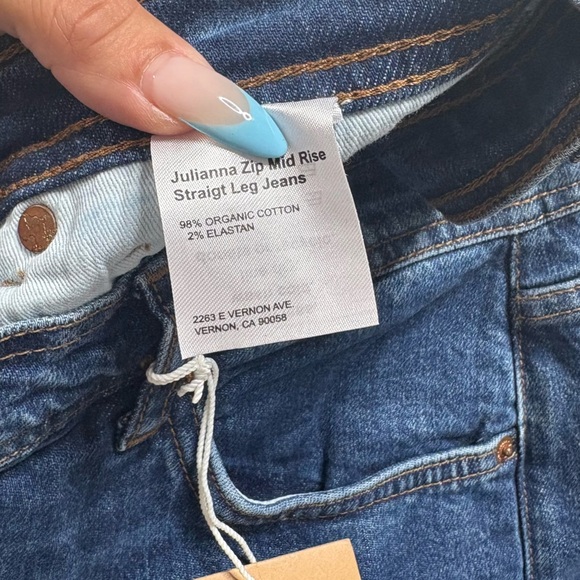 Julianna Zip Mid Rise
Straigt Leg Jeans
98% ORGANIC COTTON
2% ELASTAN
2263 E VERNON AVE.
VERNON, CA 90058